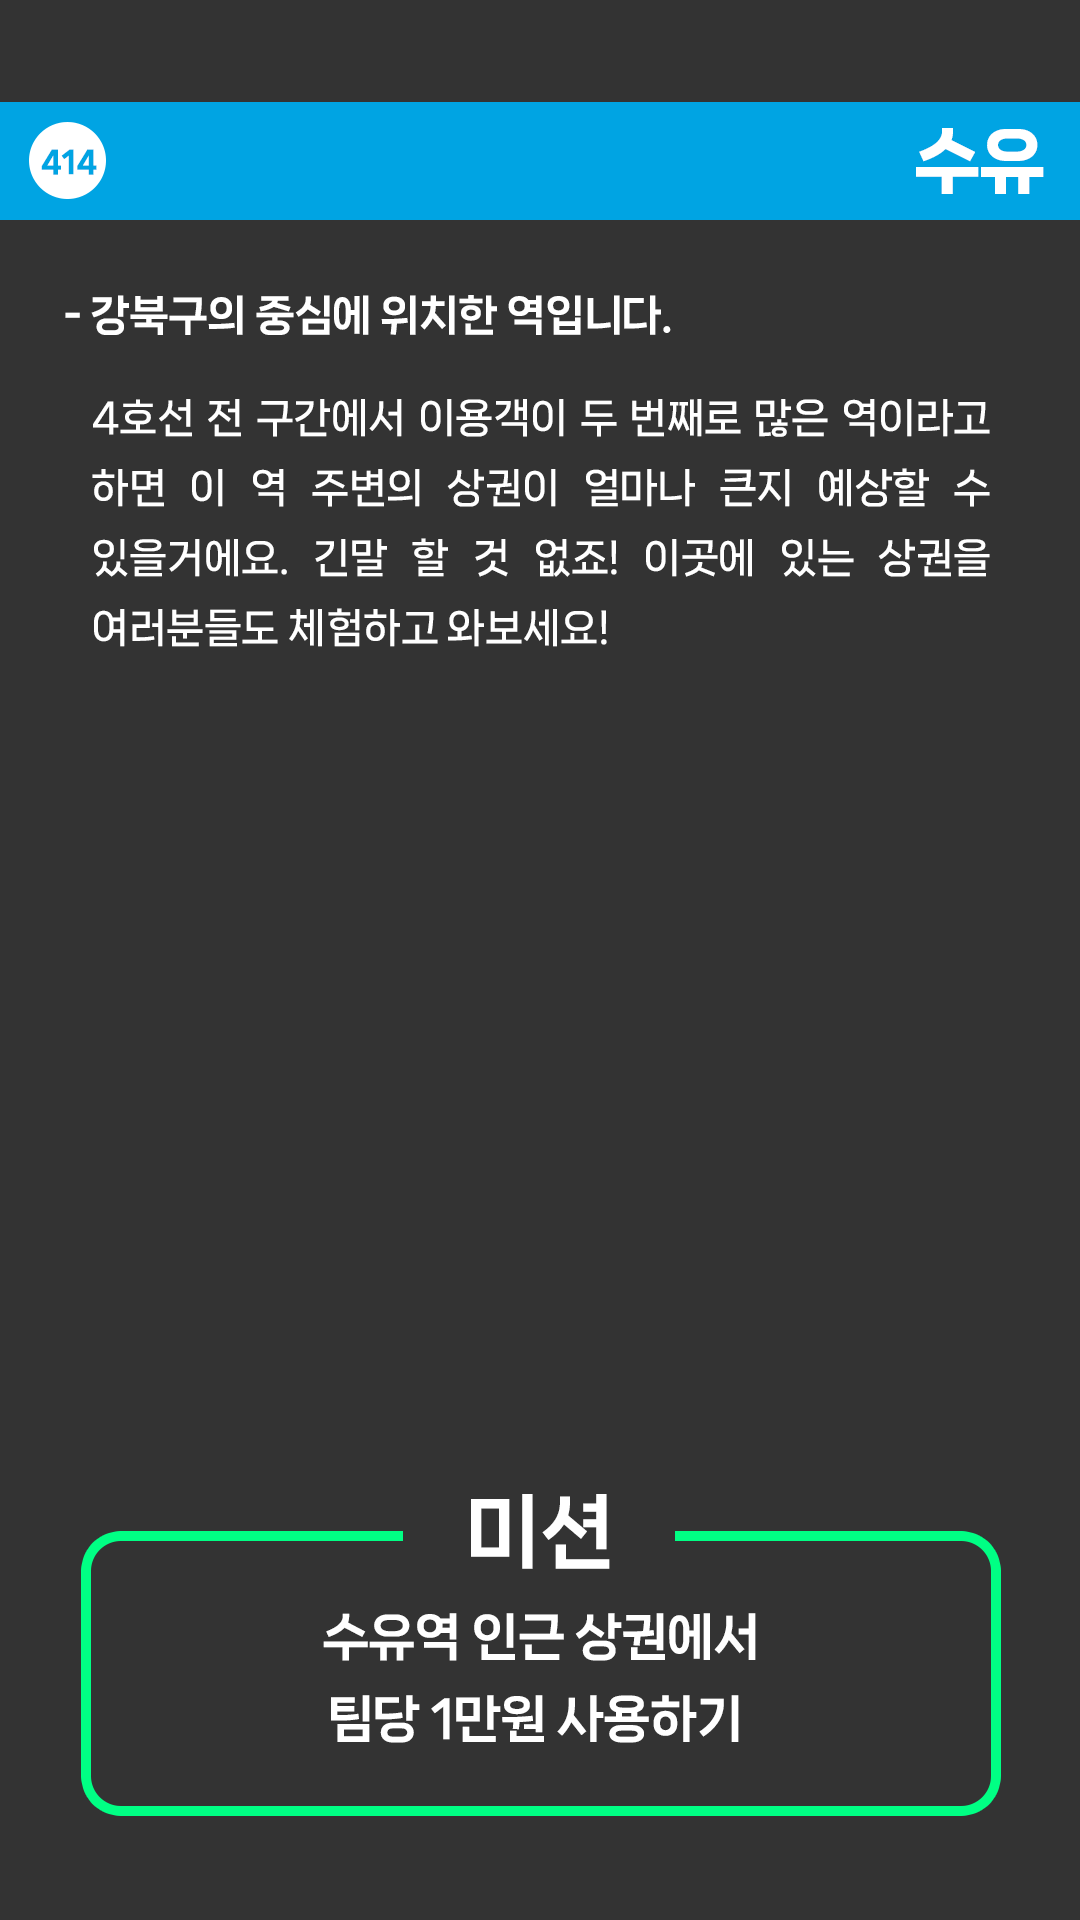 414
수유
- 강북구의 중심에 위치한 역입니다.
4호선 전 구간에서 이용객이 두 번째로 많은 역이라고
하면 이 역 주변의 상권이 얼마나 큰지 예상할 수
있을거에요. 긴말 할 것 없죠! 이곳에 있는 상권을
여러분들도 체험하고 와보세요!
미션
수유역 인근 상권에서
팀당 1만원 사용하기